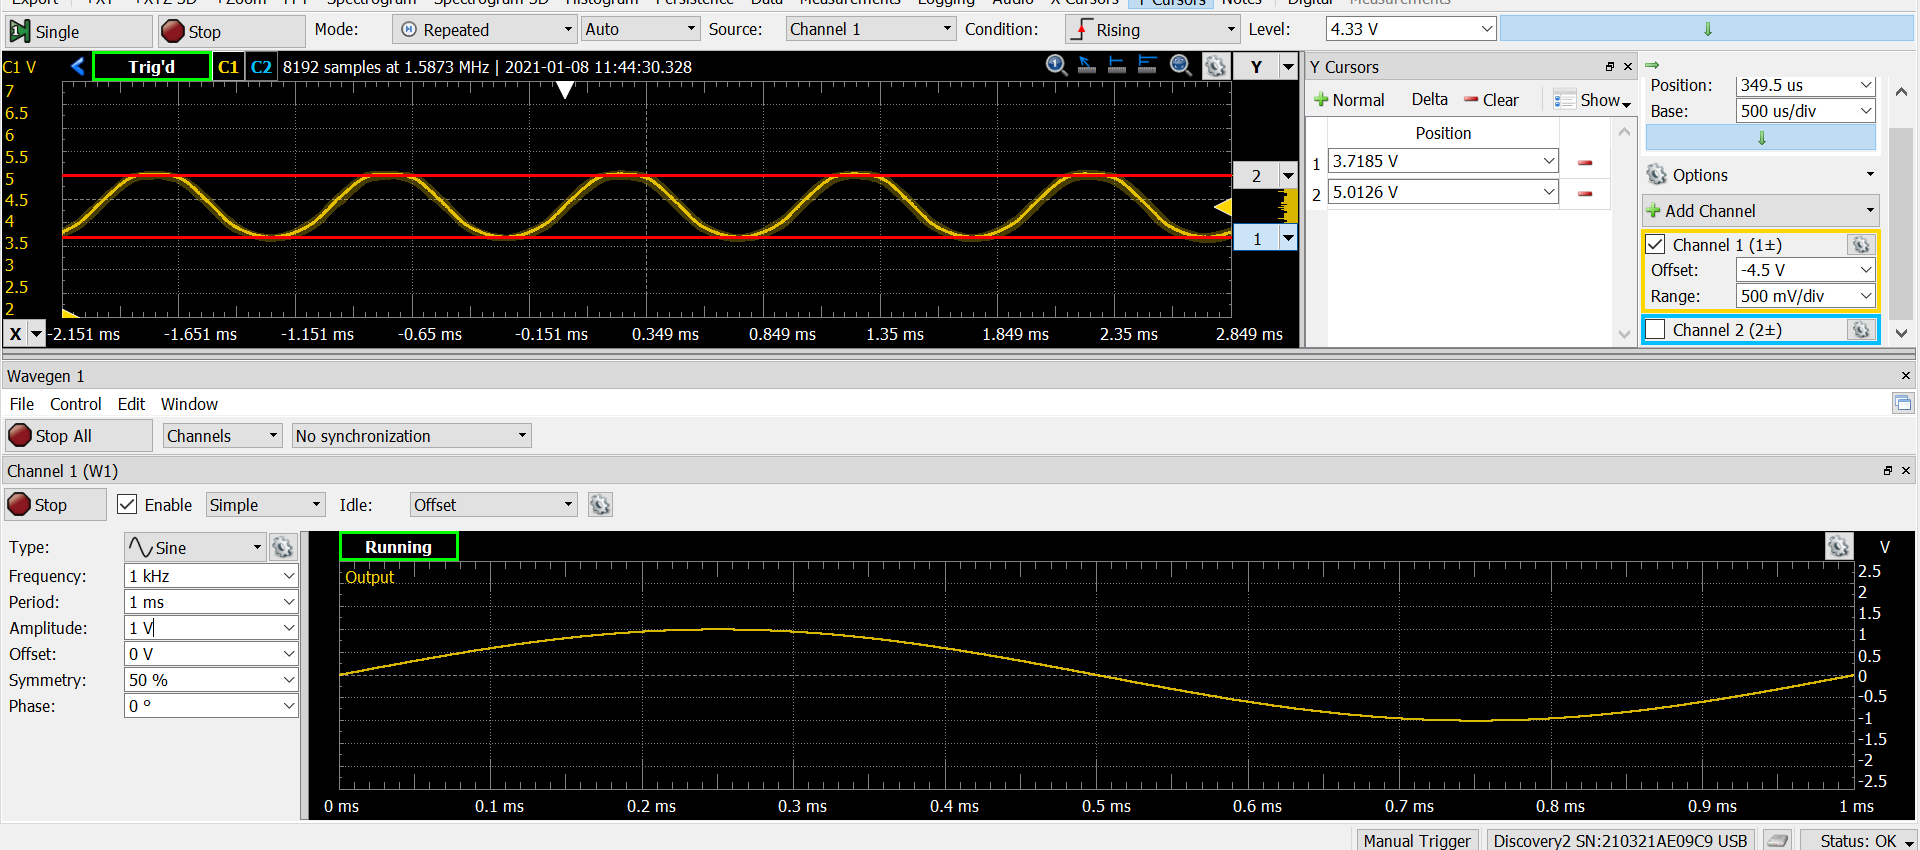 Export +XY +XYZ 3D +Zoom FFT Spectrogram Spectrogram 3D Histogram Persistence Data Measurements Logging Audio X Cursors Y Cursors Notes Digital Measurements
Single Stop Mode: Repeated Auto Source: Channel 1 Condition: Rising Level: 4.33 V
C1 V Trig'd C1 C2 8192 samples at 1.5873 MHz | 2021-01-08 11:44:30.328 Y
7
6.5
6
5.5
5
4.5
4
3.5
3
2.5
2
2
1
X -2.151 ms -1.651 ms -1.151 ms -0.65 ms -0.151 ms 0.349 ms 0.849 ms 1.35 ms 1.849 ms 2.35 ms 2.849 ms
Y Cursors
Normal Delta Clear Show
Position
1 3.7185 V
2 5.0126 V
Position: 349.5 us
Base: 500 us/div
Options
Add Channel
Channel 1 (1±)
Offset: -4.5 V
Range: 500 mV/div
Channel 2 (2±)
Wavegen 1
File Control Edit Window
Stop All Channels No synchronization
Channel 1 (W1)
Stop Enable Simple Idle: Offset
Type: Sine
Frequency: 1 kHz
Period: 1 ms
Amplitude: 1 V
Offset: 0 V
Symmetry: 50 %
Phase: 0 °
Running V
Output
2.5
2
1.5
1
0.5
0
-0.5
-1
-1.5
-2
-2.5
0 ms 0.1 ms 0.2 ms 0.3 ms 0.4 ms 0.5 ms 0.6 ms 0.7 ms 0.8 ms 0.9 ms 1 ms
Manual Trigger Discovery2 SN:210321AE09C9 USB Status: OK